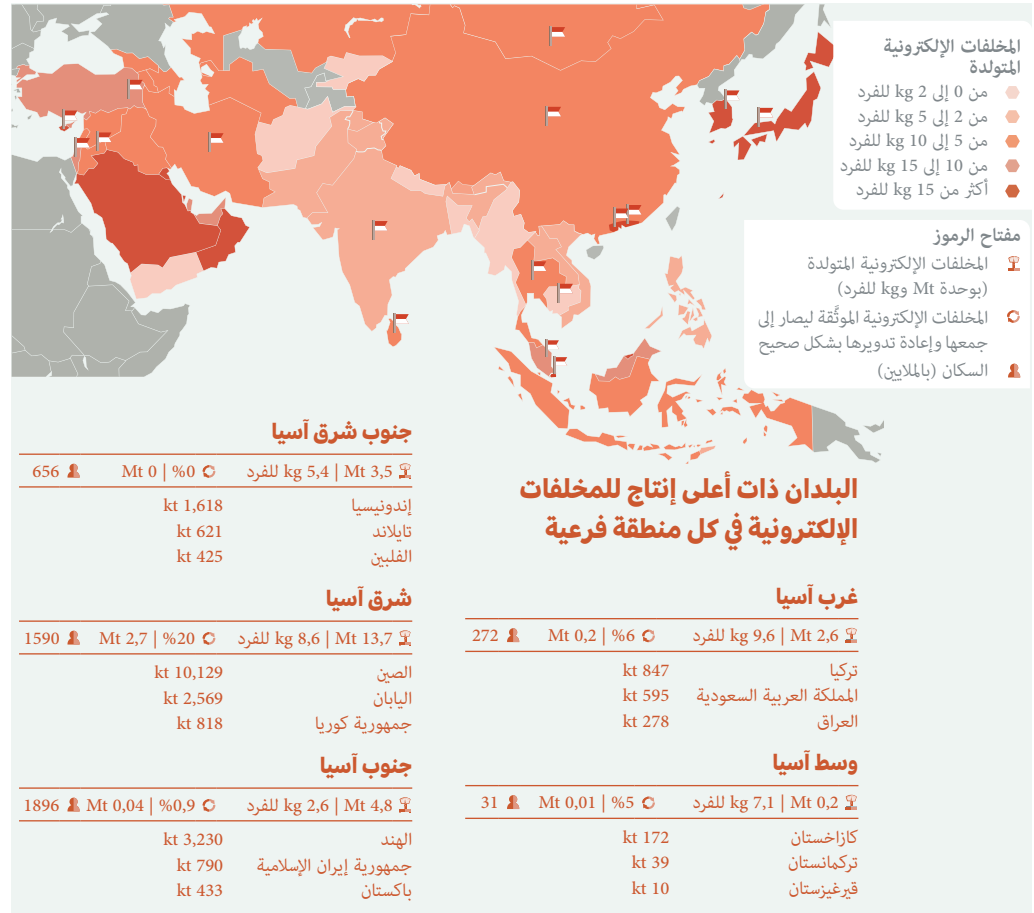 المخلفات الإلكترونية
المتولدة
من 0 إلى 2 kg للفرد
من 2 إلى 5 kg للفرد
من 5 إلى 10 kg للفرد
من 10 إلى 15 kg للفرد
أكثر من 15 kg للفرد
مفتاح الرموز
المخلفات الإلكترونية المتولدة
(بوحدة Mt وkg للفرد)
المخلفات الإلكترونية الموثَّقة ليصار إلى
جمعها وإعادة تدويرها بشكل صحيح
السكان (بالملايين)
البلدان ذات أعلى إنتاج للمخلفات
الإلكترونية في كل منطقة فرعية
غرب آسيا
Mt 2,6 | kg 9,6 للفرد Mt 0,2 | %6 272
تركيا kt 847
المملكة العربية السعودية kt 595
العراق kt 278
وسط آسيا
Mt 0,2 | kg 7,1 للفرد Mt 0,01 | %5 31
كازاخستان kt 172
تركمانستان kt 39
قيرغيزستان kt 10
جنوب شرق آسيا
Mt 3,5 | kg 5,4 للفرد Mt 0 | %0 656
إندونيسيا kt 1,618
تايلاند kt 621
الفلبين kt 425
شرق آسيا
Mt 13,7 | kg 8,6 للفرد Mt 2,7 | %20 1590
الصين kt 10,129
اليابان kt 2,569
جمهورية كوريا kt 818
جنوب آسيا
Mt 4,8 | kg 2,6 للفرد Mt 0,04 | %0,9 1896
الهند kt 3,230
جمهورية إيران الإسلامية kt 790
باكستان kt 433